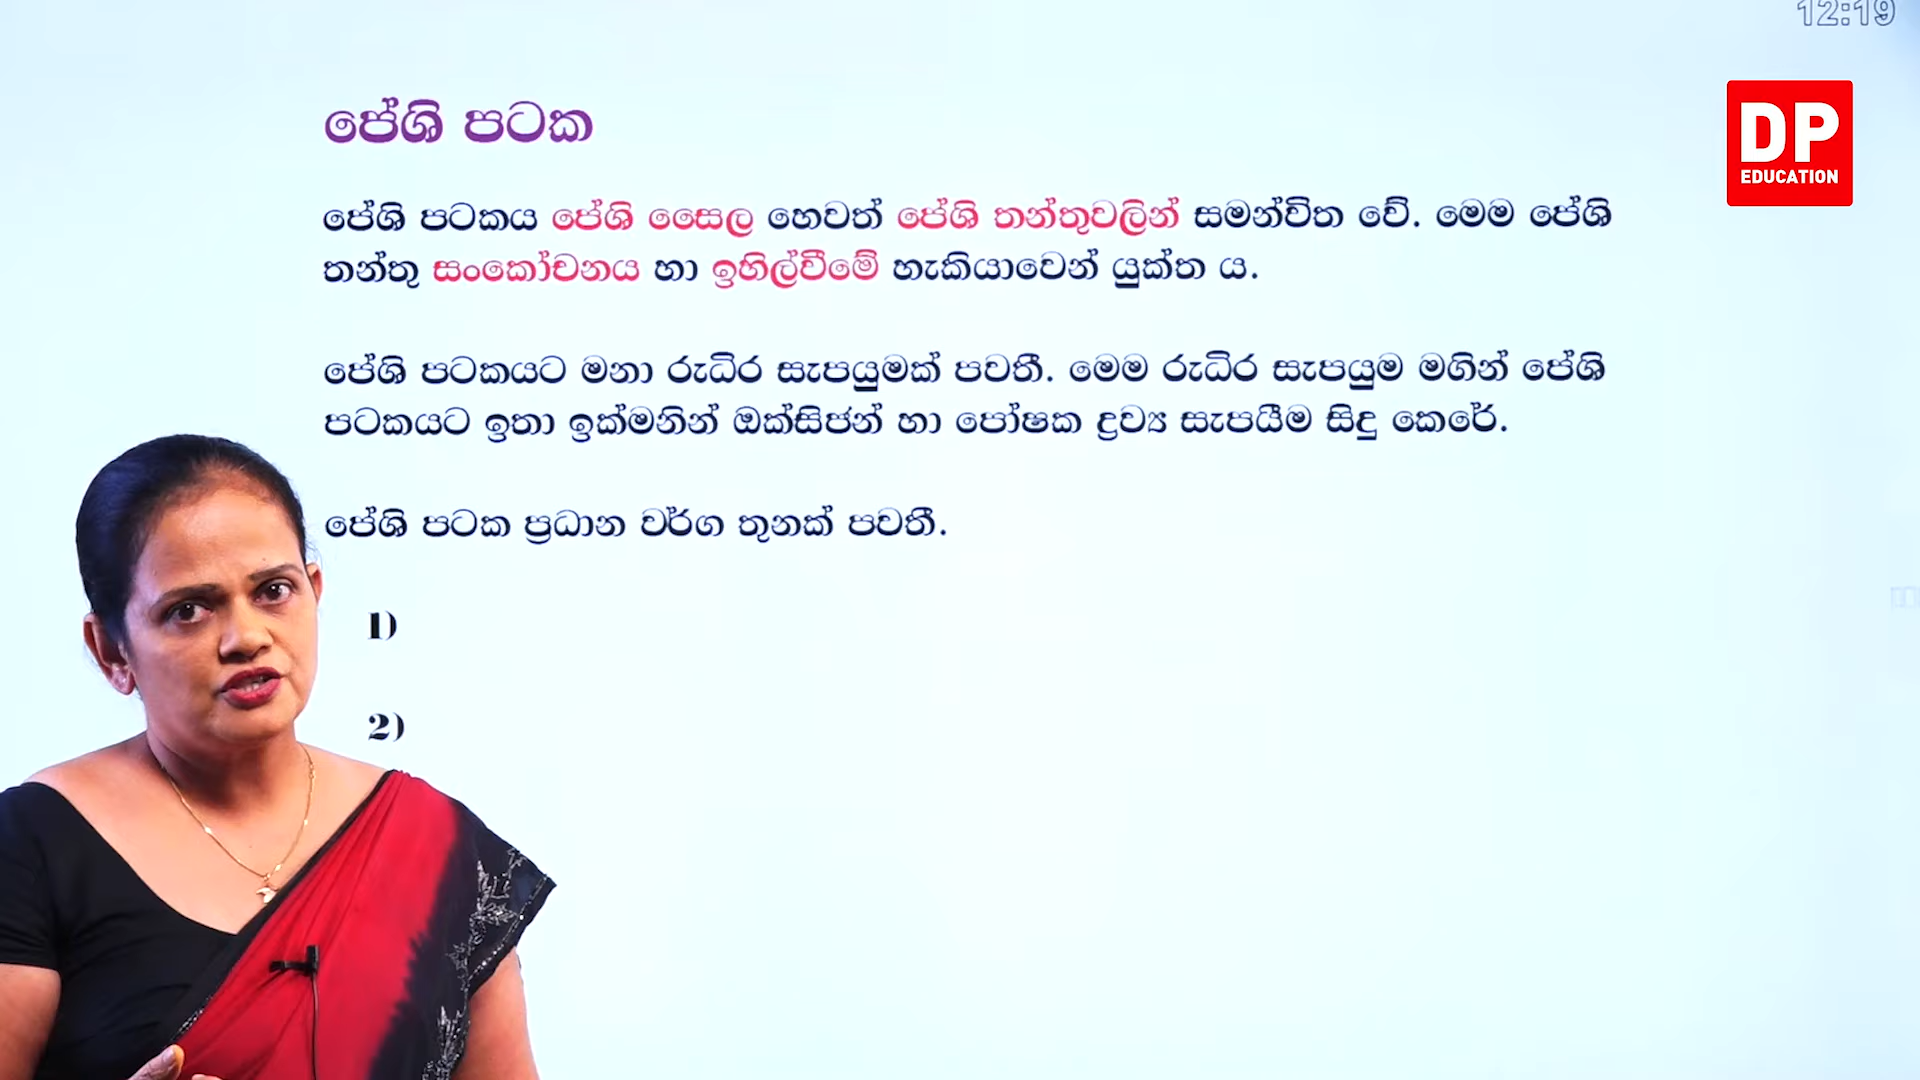 12:19
පේශි පටක
DP
EDUCATION
පේශි පටකය පේශි සෛල හෙවත් පේශි තන්තුවලින් සමන්විත වේ. මෙම පේශි
තන්තු සංකෝචනය හා ඉහිල්වීමේ හැකියාවෙන් යුක්ත ය.
පේශි පටකයට මනා රුධිර සැපයුමක් පවතී. මෙම රුධිර සැපයුම මගින් පේශි
පටකයට ඉතා ඉක්මනින් ඔක්සිජන් හා පෝෂක ද්‍රව්‍ය සැපයීම සිදු කෙරේ.
පේශි පටක ප්‍රධාන වර්ග තුනක් පවතී.
1)
2)